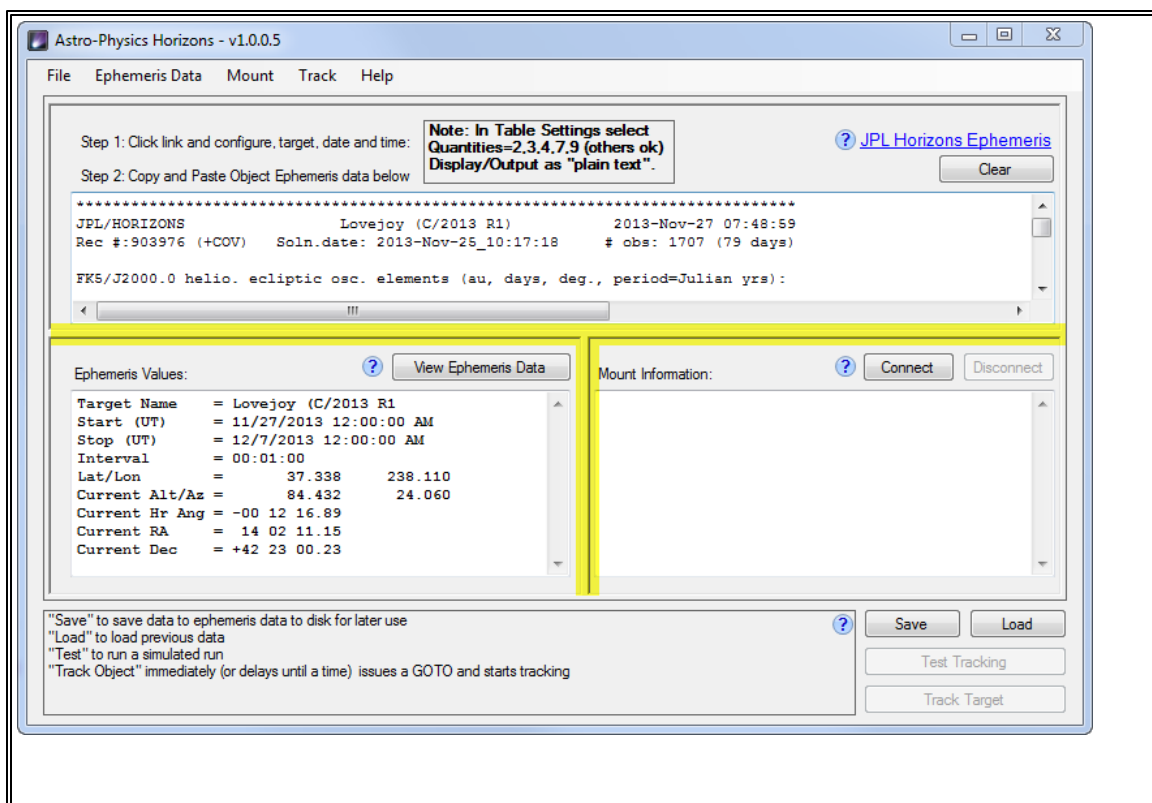 Astro-Physics Horizons - v1.0.0.5
File Ephemeris Data Mount Track Help
Step 1: Click link and configure, target, date and time:
Step 2: Copy and Paste Object Ephemeris data below
Note: In Table Settings select
Quantities=2,3,4,7,9 (others ok)
Display/Output as "plain text".
? JPL Horizons Ephemeris
Clear
*******************************************************************************
JPL/HORIZONS Lovejoy (C/2013 R1) 2013-Nov-27 07:48:59
Rec #:903976 (+COV) Soln.date: 2013-Nov-25_10:17:18 # obs: 1707 (79 days)
FK5/J2000.0 helio. ecliptic osc. elements (au, days, deg., period=Julian yrs):
Ephemeris Values: ? View Ephemeris Data
Target Name = Lovejoy (C/2013 R1
Start (UT) = 11/27/2013 12:00:00 AM
Stop (UT) = 12/7/2013 12:00:00 AM
Interval = 00:01:00
Lat/Lon = 37.338 238.110
Current Alt/Az = 84.432 24.060
Current Hr Ang = -00 12 16.89
Current RA = 14 02 11.15
Current Dec = +42 23 00.23
Mount Information: ? Connect Disconnect
"Save" to save data to ephemeris data to disk for later use
"Load" to load previous data
"Test" to run a simulated run
"Track Object" immediately (or delays until a time) issues a GOTO and starts tracking
? Save Load
Test Tracking
Track Target